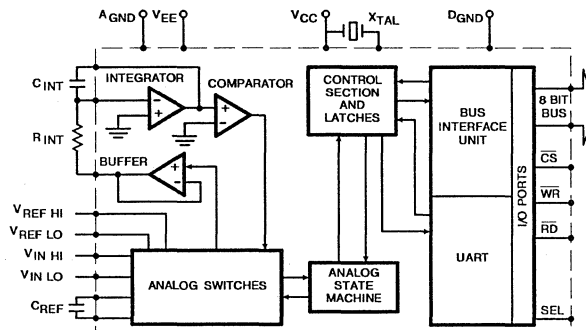 AGND VEE VCC XTAL DGND
CINT
INTEGRATOR
COMPARATOR
RINT
BUFFER
CONTROL
SECTION
AND
LATCHES
BUS
INTERFACE
UNIT
UART
I/O PORTS
8 BIT
BUS
CS
WR
RD
SEL
VREF HI
VREF LO
VIN HI
VIN LO
CREF
ANALOG SWITCHES
ANALOG
STATE
MACHINE